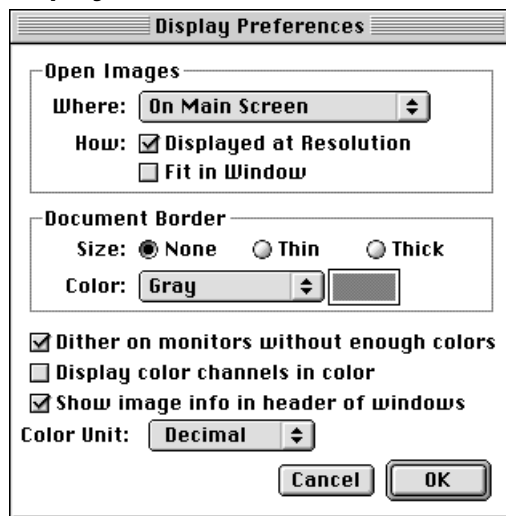 Display Preferences
Open Images
Where: On Main Screen
How: Displayed at Resolution
Fit in Window
Document Border
Size: None Thin Thick
Color: Gray
Dither on monitors without enough colors
Display color channels in color
Show image info in header of windows
Color Unit: Decimal
Cancel OK